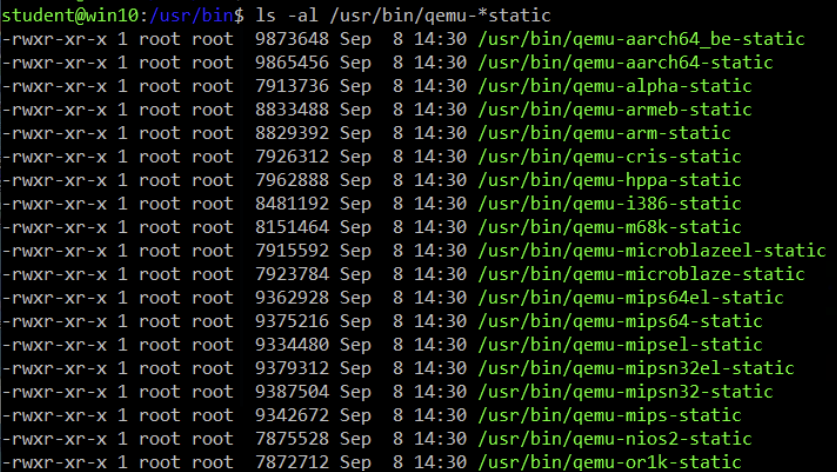 student@win10:/usr/bin$ ls -al /usr/bin/qemu-*static
-rwxr-xr-x 1 root root  9873648 Sep  8 14:30 /usr/bin/qemu-aarch64_be-static
-rwxr-xr-x 1 root root  9865456 Sep  8 14:30 /usr/bin/qemu-aarch64-static
-rwxr-xr-x 1 root root  7913736 Sep  8 14:30 /usr/bin/qemu-alpha-static
-rwxr-xr-x 1 root root  8833488 Sep  8 14:30 /usr/bin/qemu-armeb-static
-rwxr-xr-x 1 root root  8829392 Sep  8 14:30 /usr/bin/qemu-arm-static
-rwxr-xr-x 1 root root  7926312 Sep  8 14:30 /usr/bin/qemu-cris-static
-rwxr-xr-x 1 root root  7962888 Sep  8 14:30 /usr/bin/qemu-hppa-static
-rwxr-xr-x 1 root root  8481192 Sep  8 14:30 /usr/bin/qemu-i386-static
-rwxr-xr-x 1 root root  8151464 Sep  8 14:30 /usr/bin/qemu-m68k-static
-rwxr-xr-x 1 root root  7915592 Sep  8 14:30 /usr/bin/qemu-microblazeel-static
-rwxr-xr-x 1 root root  7923784 Sep  8 14:30 /usr/bin/qemu-microblaze-static
-rwxr-xr-x 1 root root  9362928 Sep  8 14:30 /usr/bin/qemu-mips64el-static
-rwxr-xr-x 1 root root  9375216 Sep  8 14:30 /usr/bin/qemu-mips64-static
-rwxr-xr-x 1 root root  9334480 Sep  8 14:30 /usr/bin/qemu-mipsel-static
-rwxr-xr-x 1 root root  9379312 Sep  8 14:30 /usr/bin/qemu-mipsn32el-static
-rwxr-xr-x 1 root root  9387504 Sep  8 14:30 /usr/bin/qemu-mipsn32-static
-rwxr-xr-x 1 root root  9342672 Sep  8 14:30 /usr/bin/qemu-mips-static
-rwxr-xr-x 1 root root  7875528 Sep  8 14:30 /usr/bin/qemu-nios2-static
-rwxr-xr-x 1 root root  7872712 Sep  8 14:30 /usr/bin/qemu-or1k-static